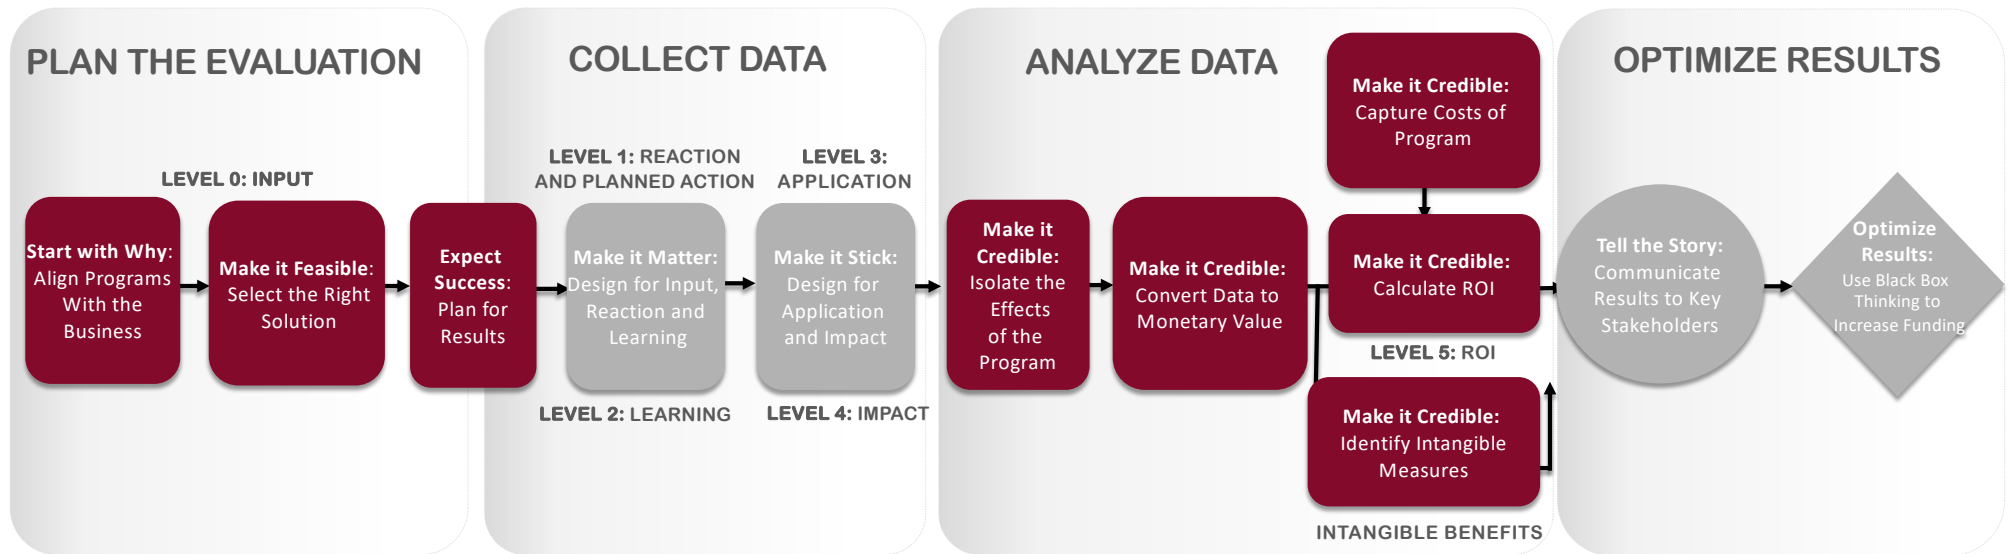 PLAN THE EVALUATION
LEVEL 0: INPUT
Start with Why:
Align Programs
With the
Business
Make it Feasible:
Select the Right
Solution
Expect
Success:
Plan for
Results
COLLECT DATA
LEVEL 1: REACTION
AND PLANNED ACTION
Make it Matter:
Design for Input,
Reaction and
Learning
LEVEL 2: LEARNING
LEVEL 3:
APPLICATION
Make it Stick:
Design for
Application
and Impact
LEVEL 4: IMPACT
ANALYZE DATA
Make it
Credible:
Isolate the
Effects
of the
Program
Make it Credible:
Convert Data to
Monetary Value
Make it Credible:
Capture Costs of
Program
Make it Credible:
Calculate ROI
LEVEL 5: ROI
Make it Credible:
Identify Intangible
Measures
INTANGIBLE BENEFITS
OPTIMIZE RESULTS
Tell the Story:
Communicate
Results to Key
Stakeholders
Optimize
Results:
Use Black Box
Thinking to
Increase Funding